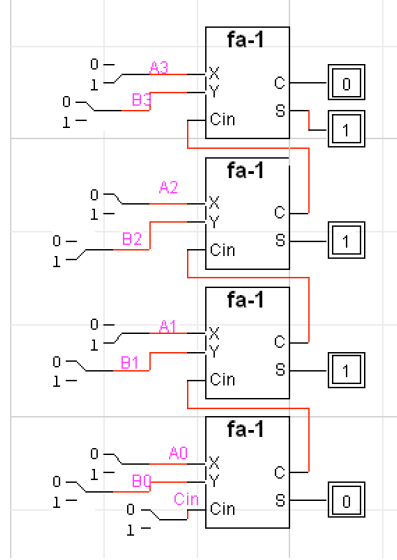 fa-1
0 A3 X
1 C 0
0 B3 Y
S 1
1 Cin
fa-1
0 A2 X
1 C
0 B2 Y S 1
1 Cin
fa-1
0 A1 X
1 C
0 B1 Y
1 Cin S 1
fa-1
0 A0 X
1 C
0 B0 Y
1 0 Cin Cin S 0
1